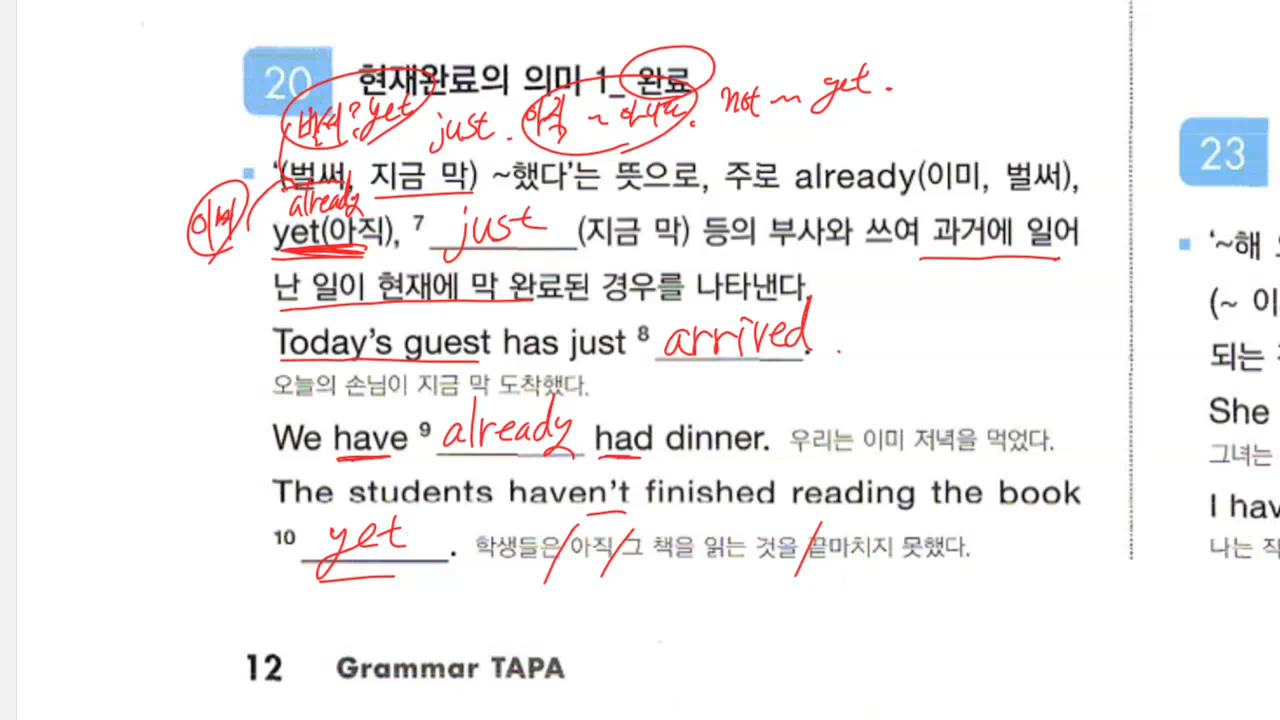 20 현재완료의 의미 1_ 완료
벌써? yet just. 아직 ~ 아니다. not ~ yet.
'(벌써, 지금 막) ~했다'는 뜻으로, 주로 already(이미, 벌써),
이미 already
yet(아직), 7 just (지금 막) 등의 부사와 쓰여 과거에 일어
난 일이 현재에 막 완료된 경우를 나타낸다.
Today's guest has just 8 arrived.
오늘의 손님이 지금 막 도착했다.
We have 9 already had dinner. 우리는 이미 저녁을 먹었다.
The students haven't finished reading the book
10 yet. 학생들은/아직/그 책을 읽는 것을/끝마치지 못했다.
12 Grammar TAPA
23
'~해
(~ 이
되는
She
그녀는
I hav
나는 직